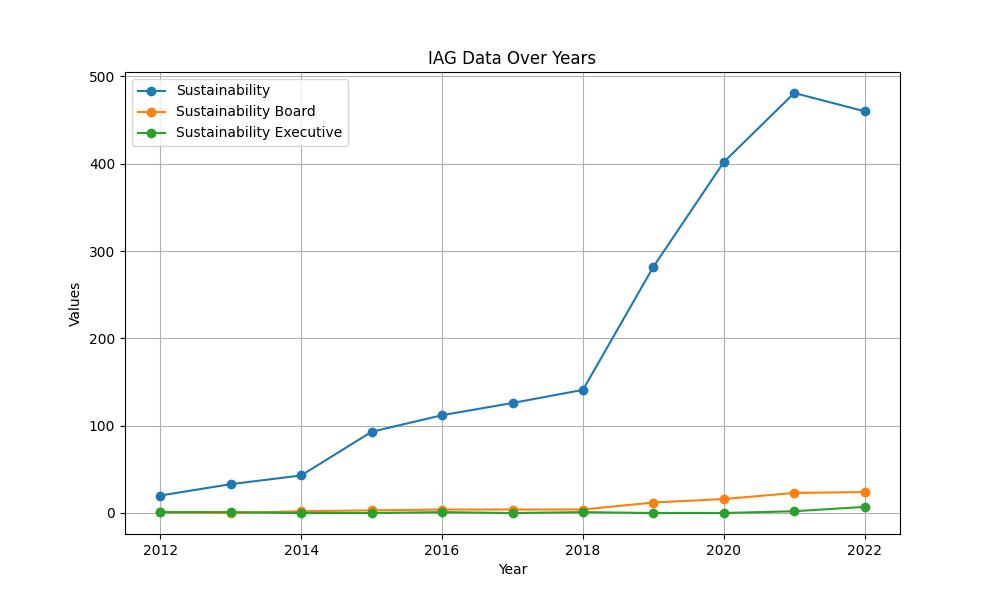 IAG Data Over Years
Sustainability
Sustainability Board
Sustainability Executive
500
400
300
200
100
0
Values
2012 2014 2016 2018 2020 2022
Year